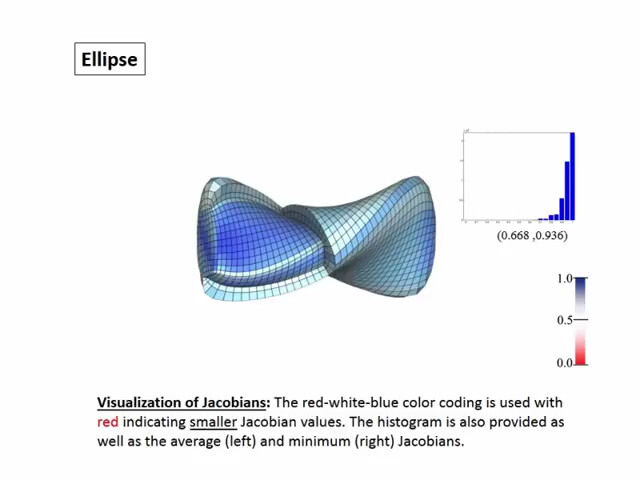 Ellipse
(0.668 ,0.936)
1.0
0.5
0.0
Visualization of Jacobians: The red-white-blue color coding is used with
red indicating smaller Jacobian values. The histogram is also provided as
well as the average (left) and minimum (right) Jacobians.